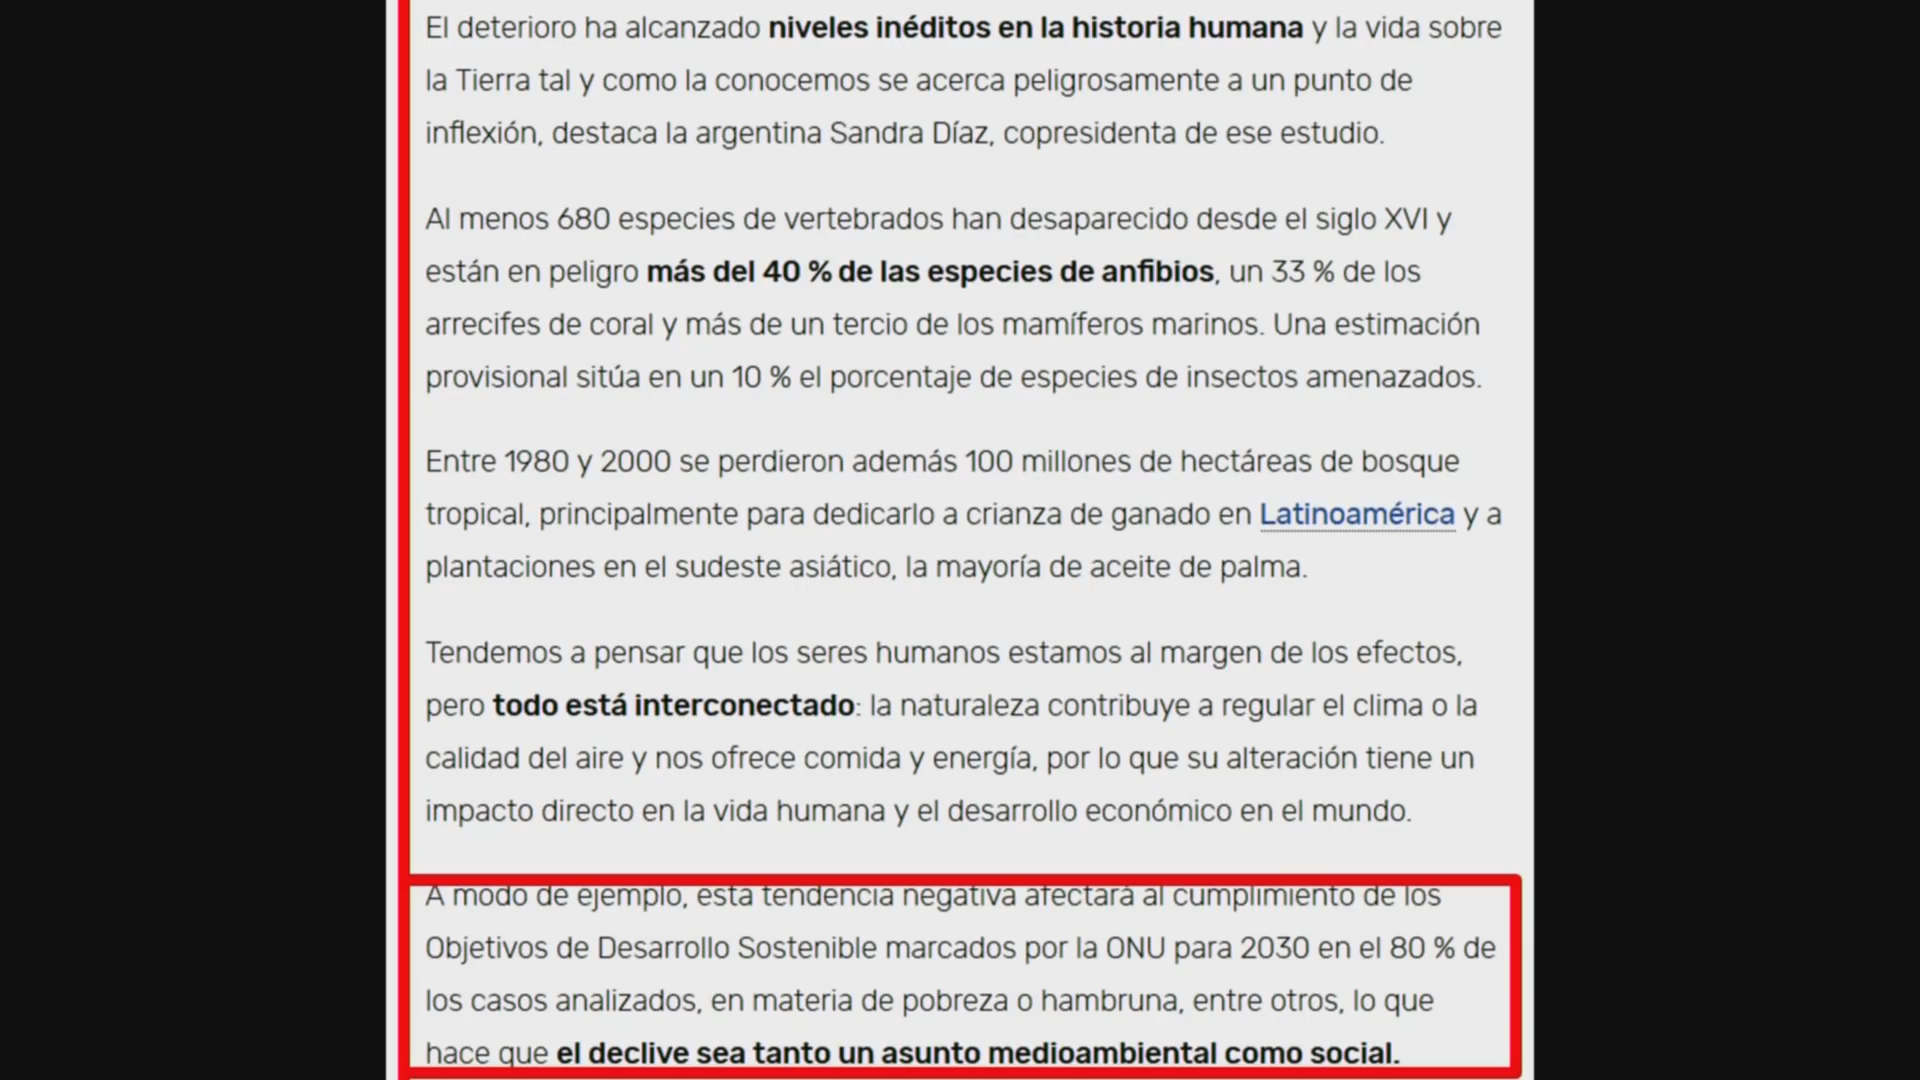 El deterioro ha alcanzado niveles inéditos en la historia humana y la vida sobre
la Tierra tal y como la conocemos se acerca peligrosamente a un punto de
inflexión, destaca la argentina Sandra Díaz, copresidenta de ese estudio.
Al menos 680 especies de vertebrados han desaparecido desde el siglo XVI y
están en peligro más del 40 % de las especies de anfibios, un 33 % de los
arrecifes de coral y más de un tercio de los mamíferos marinos. Una estimación
provisional sitúa en un 10 % el porcentaje de especies de insectos amenazados.
Entre 1980 y 2000 se perdieron además 100 millones de hectáreas de bosque
tropical, principalmente para dedicarlo a crianza de ganado en Latinoamérica y a
plantaciones en el sudeste asiático, la mayoría de aceite de palma.
Tendemos a pensar que los seres humanos estamos al margen de los efectos,
pero todo está interconectado: la naturaleza contribuye a regular el clima o la
calidad del aire y nos ofrece comida y energía, por lo que su alteración tiene un
impacto directo en la vida humana y el desarrollo económico en el mundo.
A modo de ejemplo, esta tendencia negativa afectará al cumplimiento de los
Objetivos de Desarrollo Sostenible marcados por la ONU para 2030 en el 80 % de
los casos analizados, en materia de pobreza o hambruna, entre otros, lo que
hace que el declive sea tanto un asunto medioambiental como social.